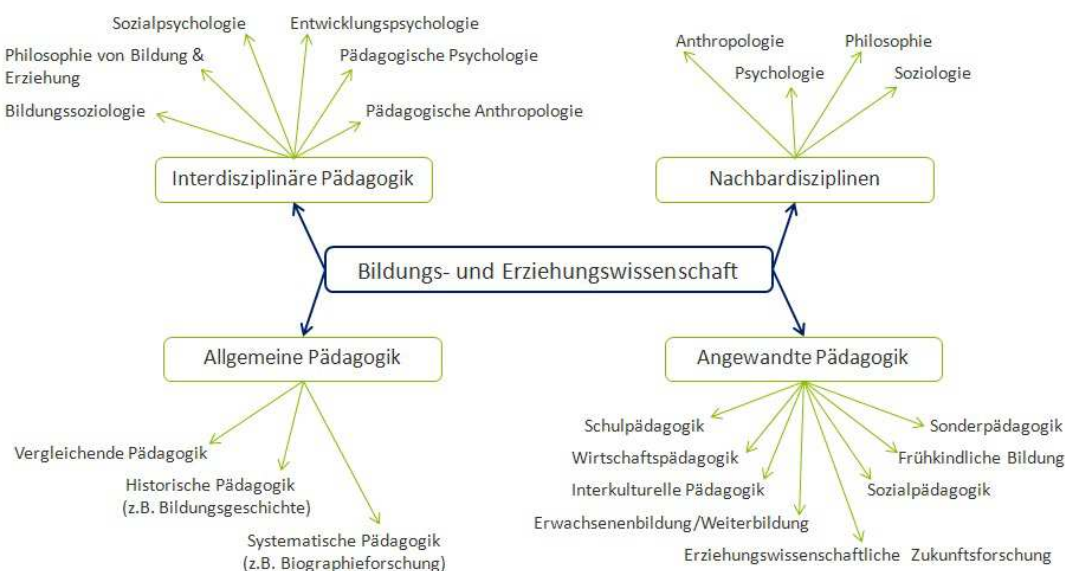 Sozialpsychologie
Entwicklungspsychologie
Philosophie von Bildung &
Erziehung
Pädagogische Psychologie
Bildungssoziologie
Pädagogische Anthropologie
Interdisziplinäre Pädagogik
Anthropologie
Philosophie
Psychologie
Soziologie
Nachbardisziplinen
Bildungs- und Erziehungswissenschaft
Allgemeine Pädagogik
Vergleichende Pädagogik
Historische Pädagogik
(z.B. Bildungsgeschichte)
Systematische Pädagogik
(z.B. Biographieforschung)
Angewandte Pädagogik
Schulpädagogik
Sonderpädagogik
Wirtschaftspädagogik
Frühkindliche Bildung
Interkulturelle Pädagogik
Sozialpädagogik
Erwachsenenbildung/Weiterbildung
Erziehungswissenschaftliche Zukunftsforschung